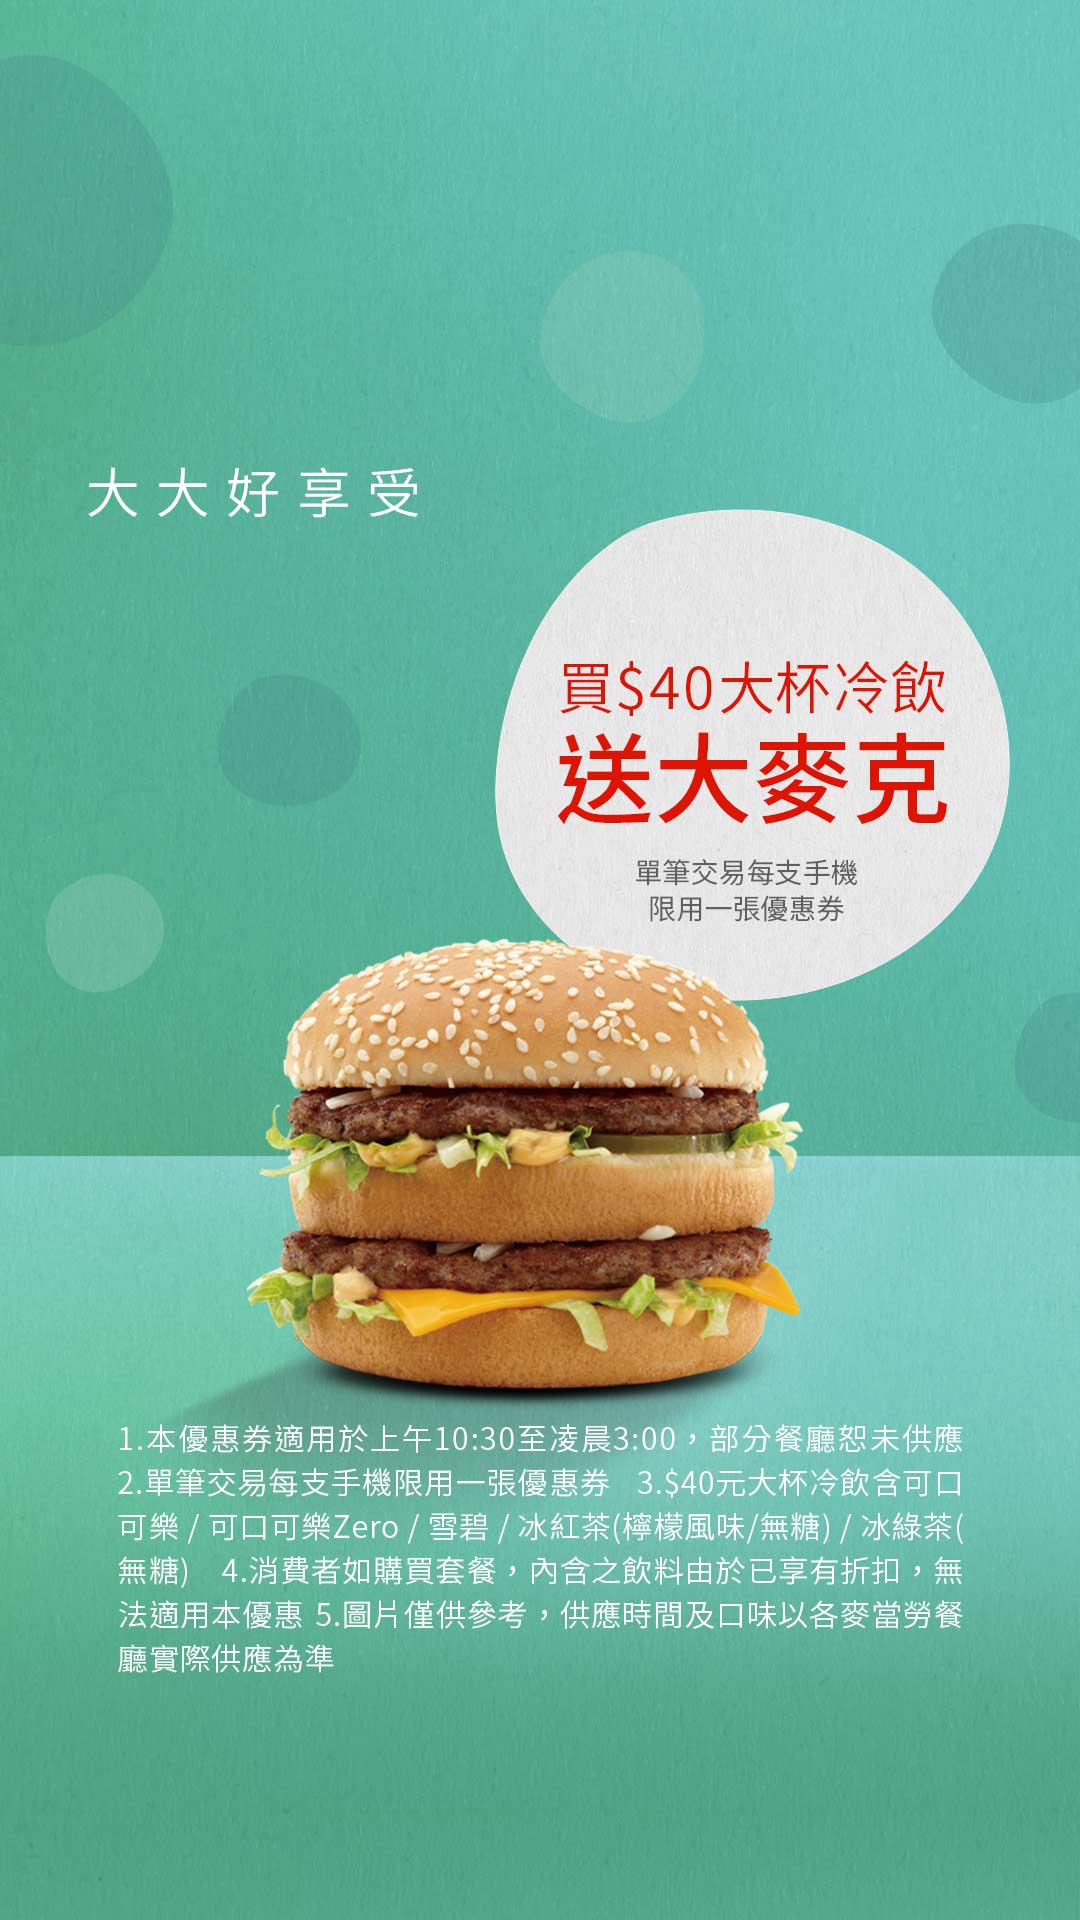 大大好享受
買$40大杯冷飲
送大麥克
單筆交易每支手機
限用一張優惠券
1.本優惠券適用於上午10:30至凌晨3:00，部分餐廳恕未供應
2.單筆交易每支手機限用一張優惠券　3.$40元大杯冷飲含可口
可樂 / 可口可樂Zero / 雪碧 / 冰紅茶(檸檬風味/無糖) / 冰綠茶(
無糖)　4.消費者如購買套餐，內含之飲料由於已享有折扣，無
法適用本優惠 5.圖片僅供參考，供應時間及口味以各麥當勞餐
廳實際供應為準